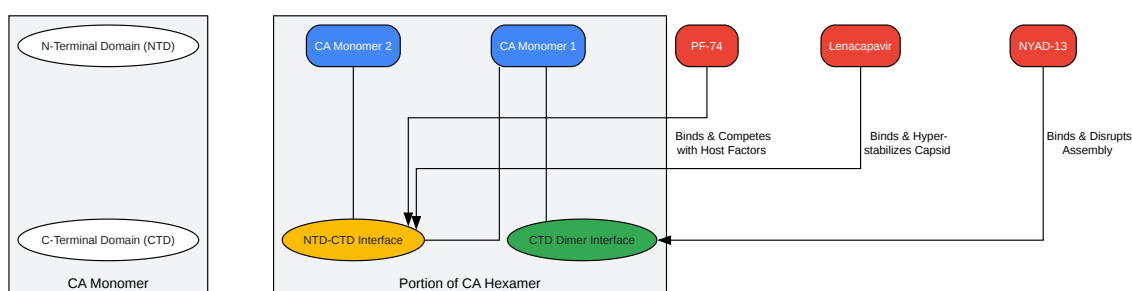 N-Terminal Domain (NTD)
CA Monomer 2
CA Monomer 1
PF-74
Lenacapavir
NYAD-13
Binds & Competes
with Host Factors
Binds & Hyper-
stabilizes Capsid
Binds & Disrupts
Assembly
C-Terminal Domain (CTD)
NTD-CTD Interface
CTD Dimer Interface
CA Monomer
Portion of CA Hexamer